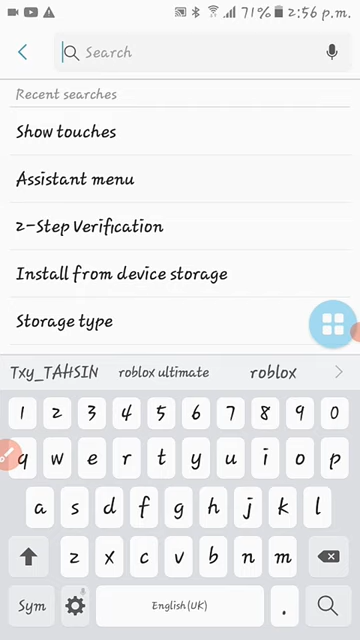 71% 2:56 p.m.
Search
Recent searches
Show touches
Assistant menu
2-Step Verification
Install from device storage
Storage type
Txy_TAHSIN roblox ultimate roblox
1 2 3 4 5 6 7 8 9 0
q w e r t y u i o p
a s d f g h j k l
z x c v b n m
Sym English(UK) .